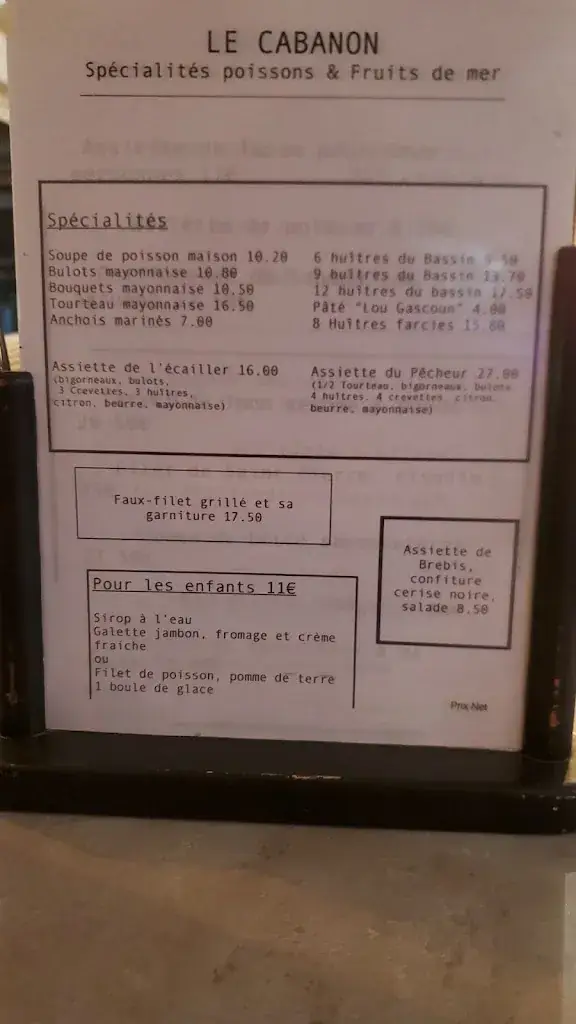 LE CABANON
Spécialités poissons & Fruits de mer
Spécialités
Soupe de poisson maison 10.20
Bulots mayonnaise 10.80
Bouquets mayonnaise 10.50
Tourteau mayonnaise 16.50
Anchois marinés 7.00
6 huîtres du Bassin
9 huîtres du Bassin 13.70
12 huîtres du bassin 17.50
Pâté "Lou Gascoun" 4.00
8 Huîtres farcies
Assiette de l'écailler 16.00
(bigorneaux, bulots,
3 Crevettes, 3 huîtres,
citron, beurre, mayonnaise)
Assiette du Pêcheur 27.00
(1/2 Tourteau, bigorneaux, bulots
4 huîtres, 4 crevettes, citron,
beurre, mayonnaise)
Faux-filet grillé et sa
garniture 17.50
Assiette de
Brebis,
confiture
cerise noire,
salade 8.50
Pour les enfants 11€
Sirop à l'eau
Galette jambon, fromage et crème
fraiche
ou
Filet de poisson, pomme de terre
1 boule de glace
Prix Net